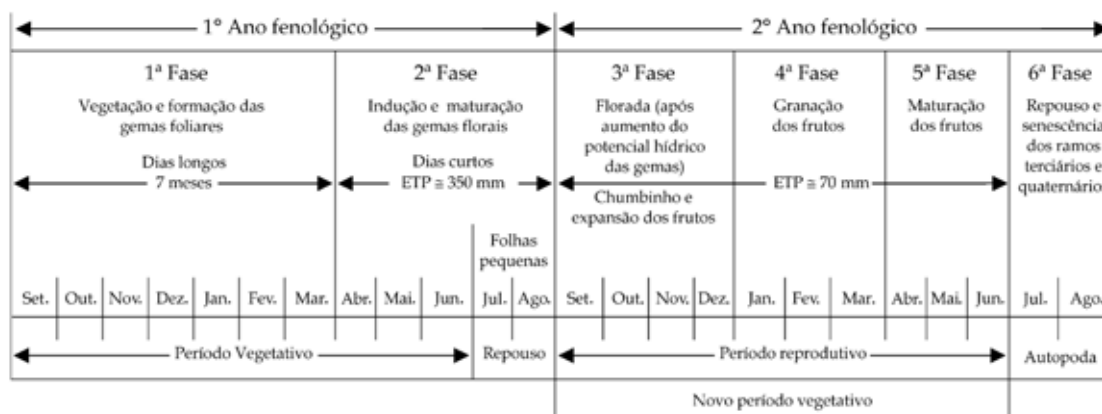 1º Ano fenológico
2º Ano fenológico
1ª Fase
Vegetação e formação das
gemas foliares
Dias longos
7 meses
2ª Fase
Indução e maturação
das gemas florais
Dias curtos
ETP ≅ 350 mm
Folhas
pequenas
3ª Fase
Florada (após
aumento do
potencial hídrico
das gemas)
Chumbinho e
expansão dos frutos
4ª Fase
Granação
dos frutos
ETP ≅ 70 mm
5ª Fase
Maturação
dos frutos
6ª Fase
Repouso e
senescência
dos ramos
terciários e
quaternário
Set. Out. Nov. Dez. Jan. Fev. Mar. Abr. Mai. Jun. Jul. Ago. Set. Out. Nov. Dez. Jan. Fev. Mar. Abr. Mai. Jun. Jul. Ago.
Período Vegetativo
Repouso
Período reprodutivo
Autopoda
Novo período vegetativo